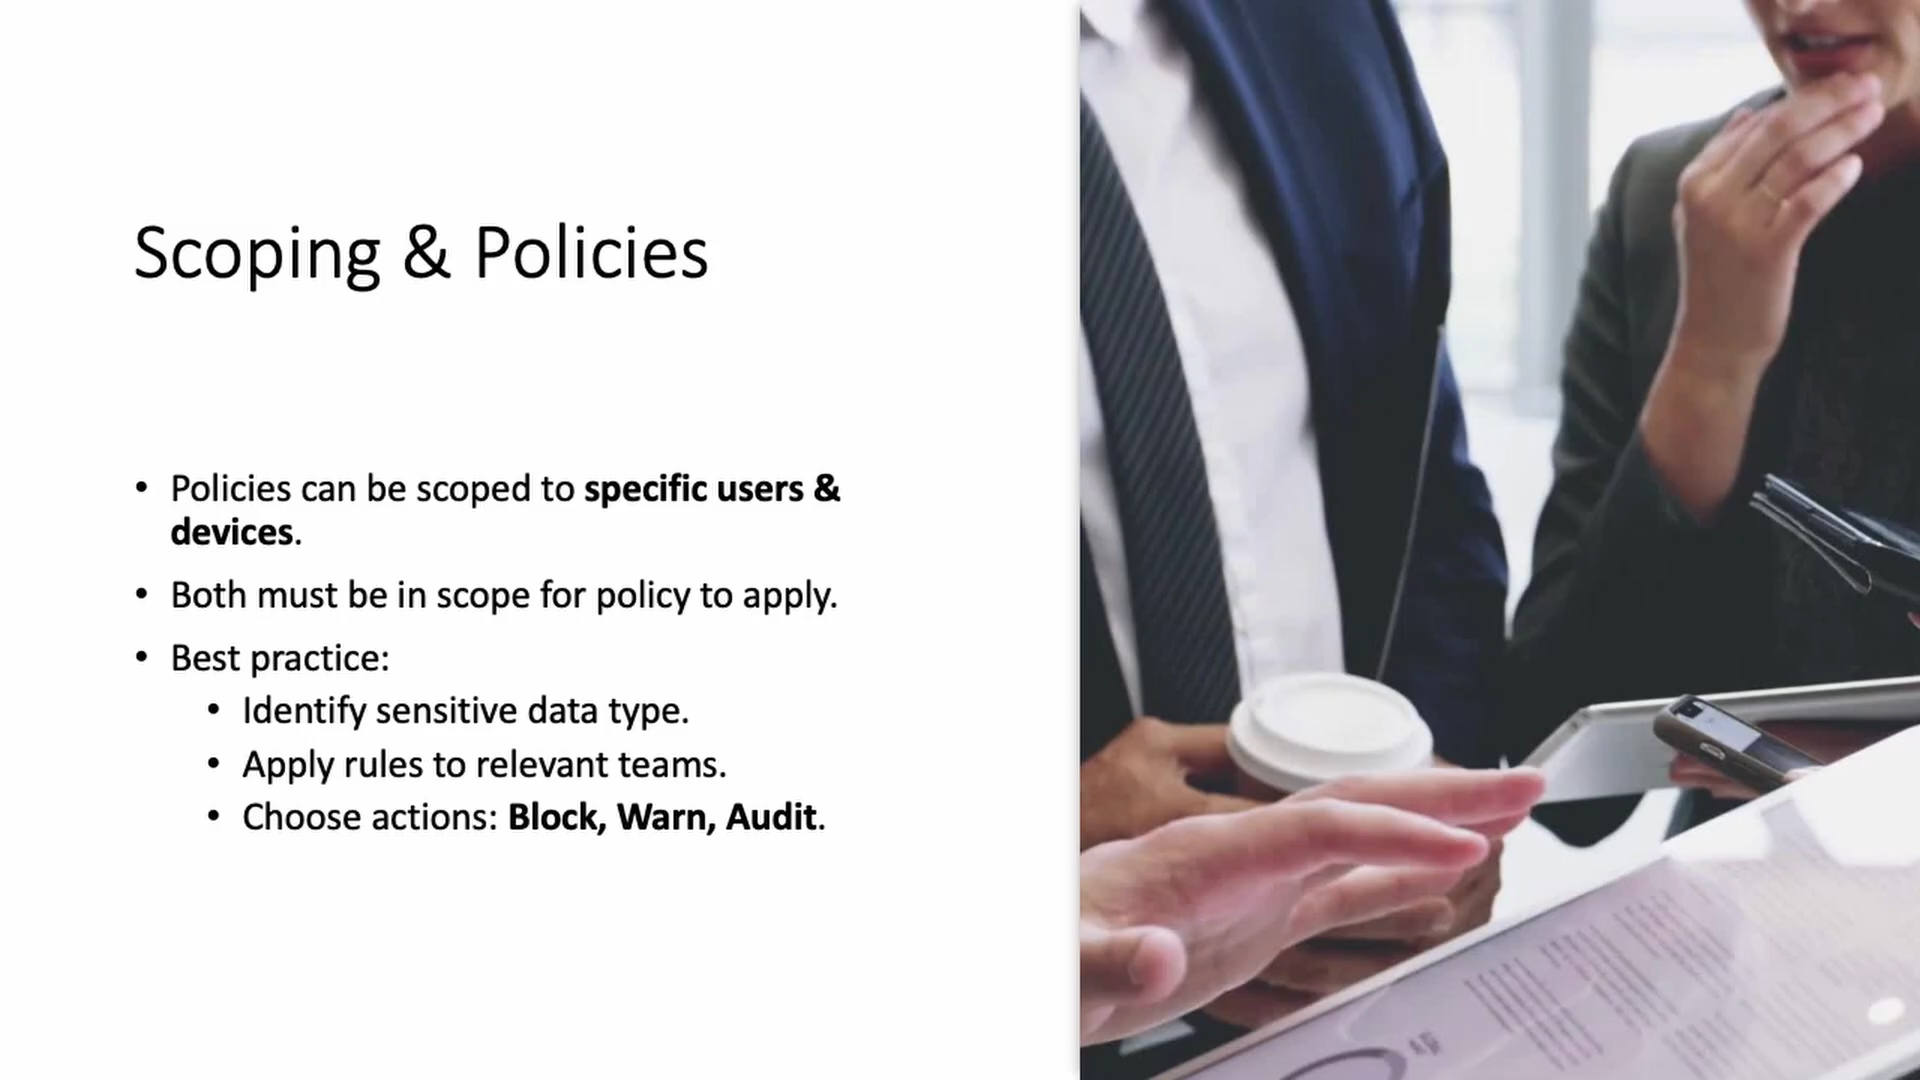 Scoping & Policies
• Policies can be scoped to specific users &
devices.
• Both must be in scope for policy to apply.
• Best practice:
• Identify sensitive data type.
• Apply rules to relevant teams.
• Choose actions: Block, Warn, Audit.